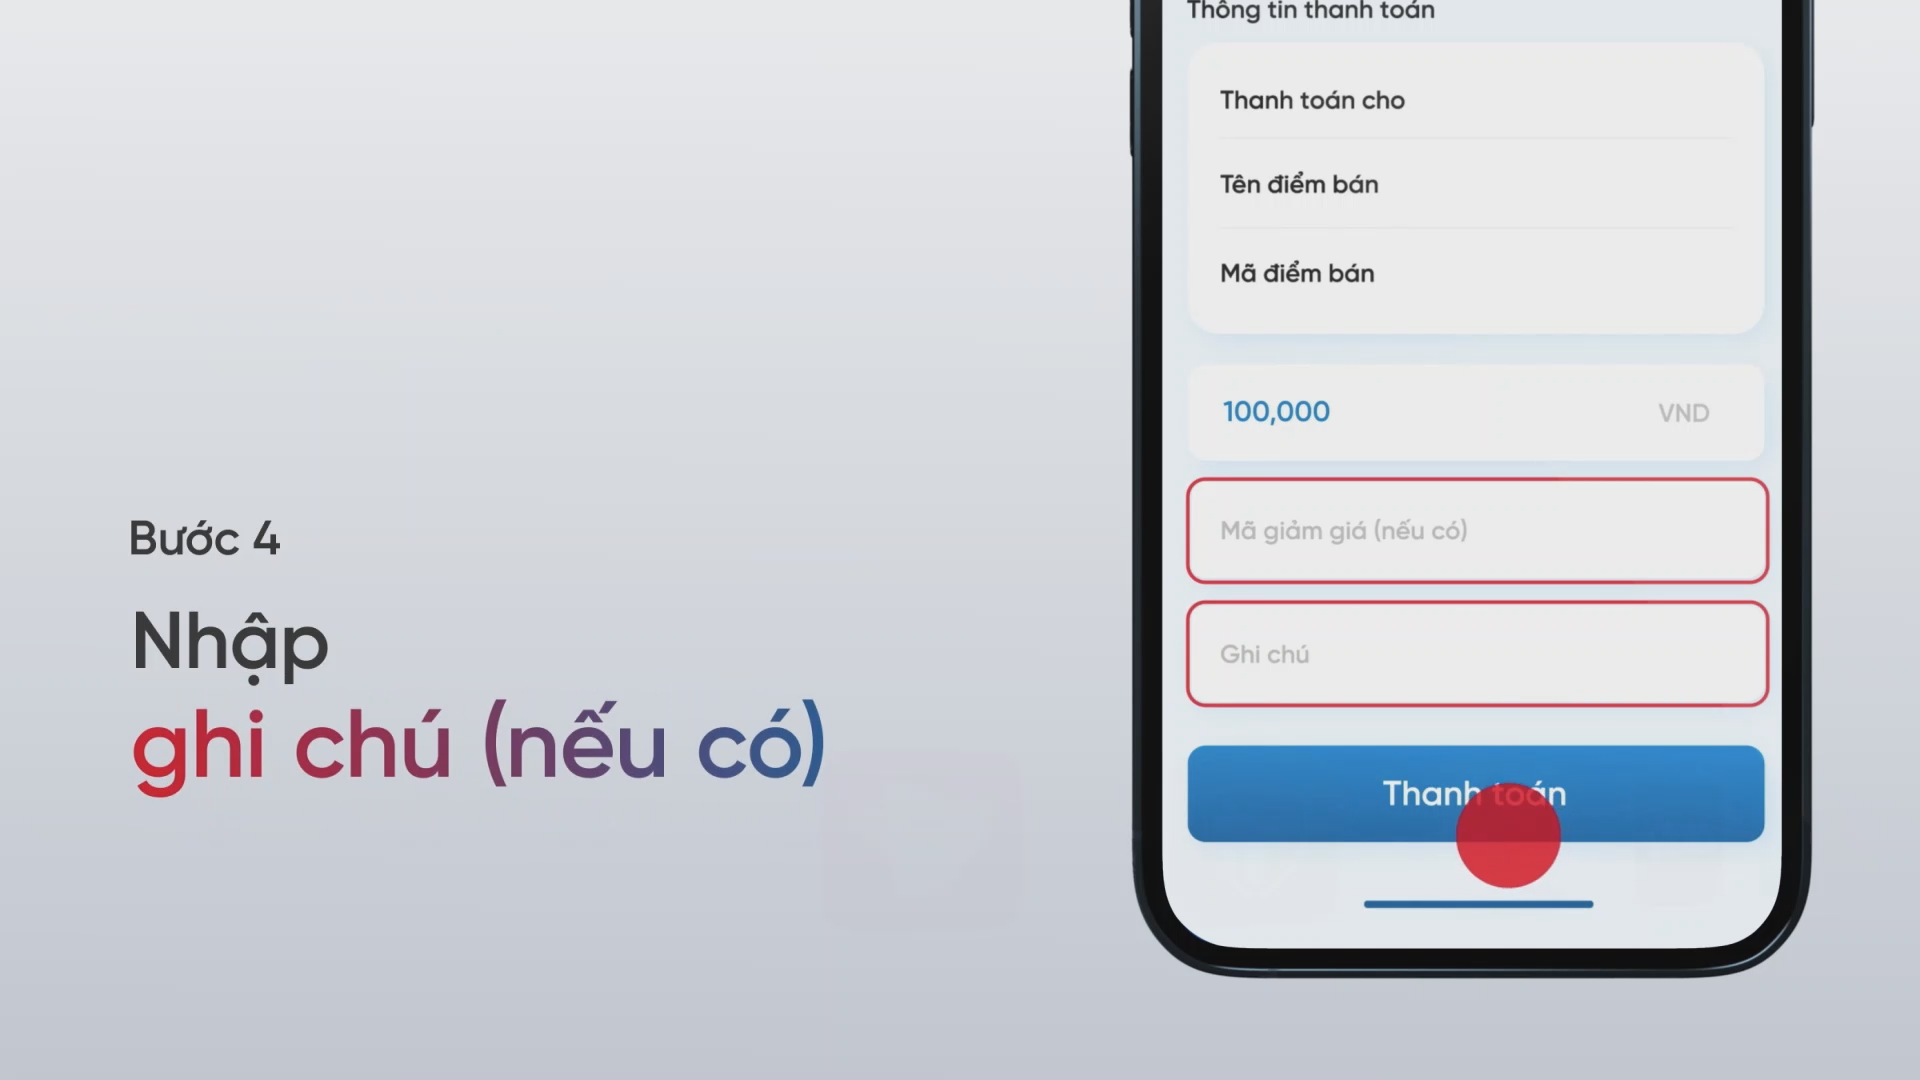 Bước 4
Nhập
ghi chú (nếu có)
Thông tin thanh toán
Thanh toán cho
Tên điểm bán
Mã điểm bán
100,000 VND
Mã giảm giá (nếu có)
Ghi chú
Thanh toán